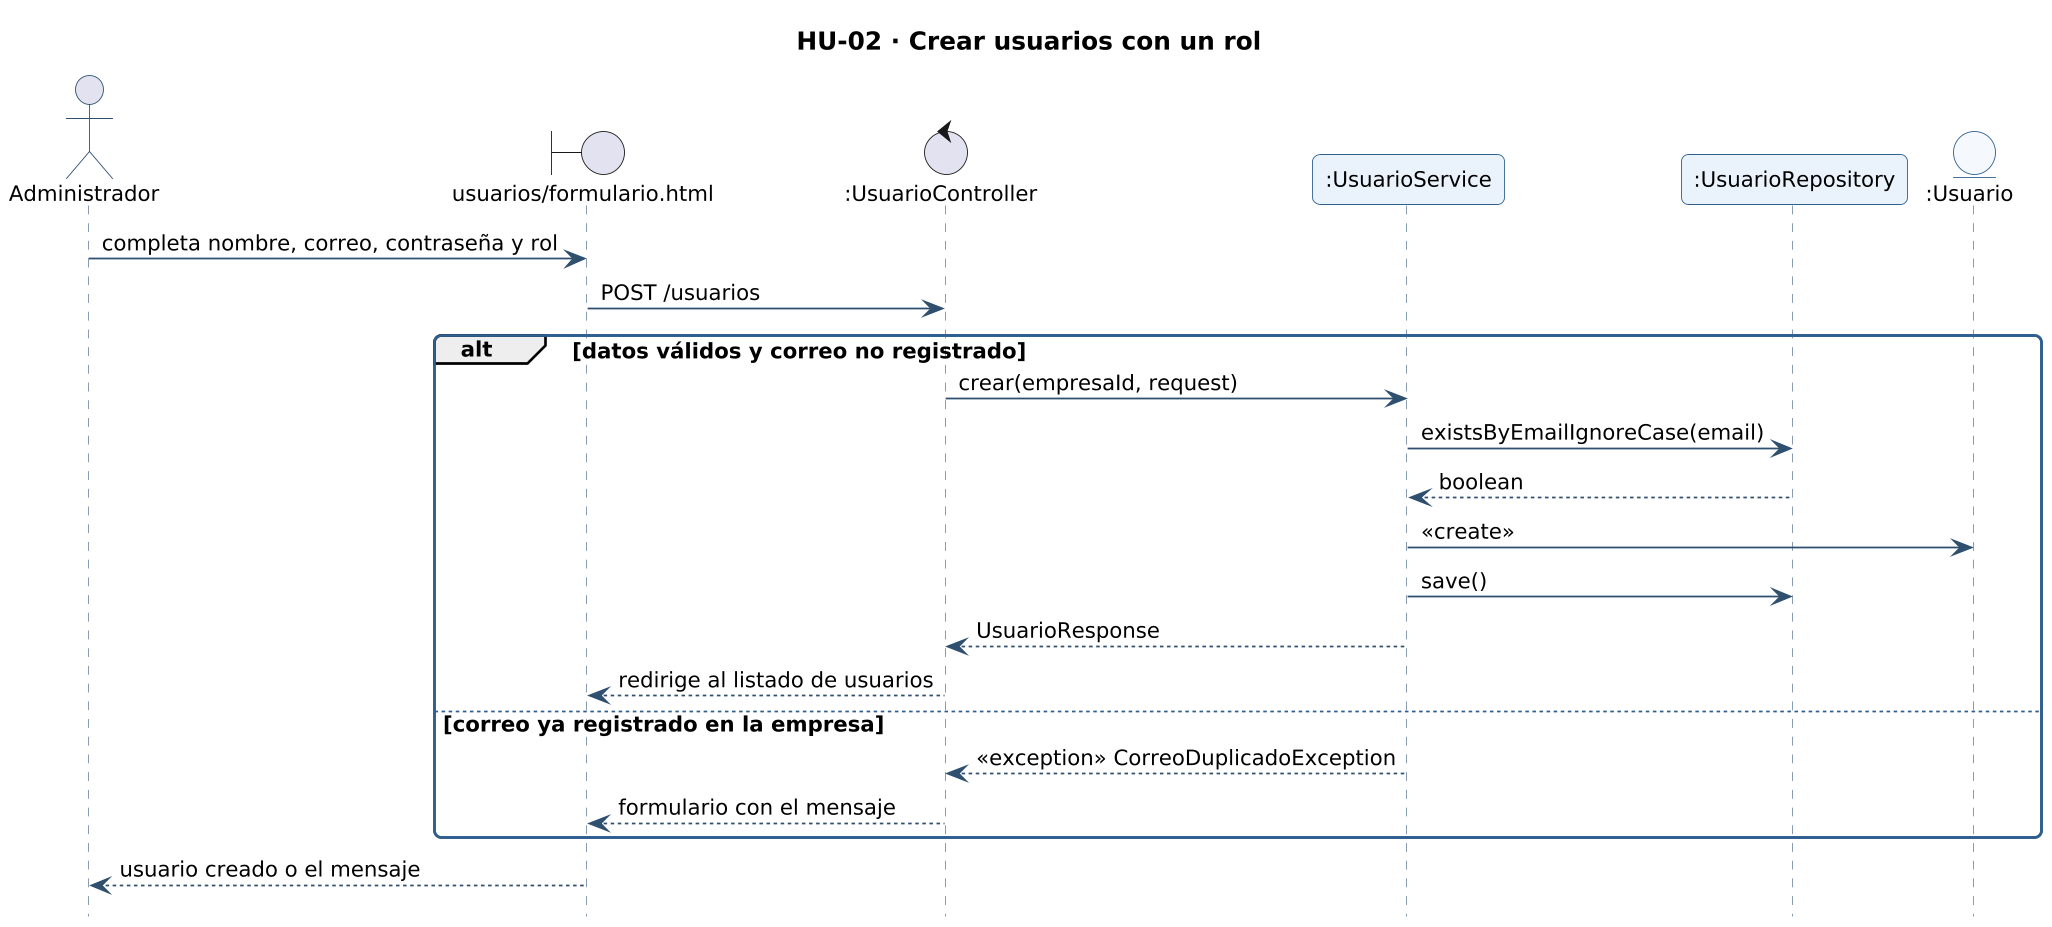 HU-02 · Crear usuarios con un rol
Administrador
usuarios/formulario.html
:UsuarioController
:UsuarioService
:UsuarioRepository
:Usuario
completa nombre, correo, contraseña y rol
POST /usuarios
alt
[datos válidos y correo no registrado]
crear(empresaId, request)
existsByEmailIgnoreCase(email)
boolean
«create»
save()
UsuarioResponse
redirige al listado de usuarios
[correo ya registrado en la empresa]
«exception» CorreoDuplicadoException
formulario con el mensaje
usuario creado o el mensaje